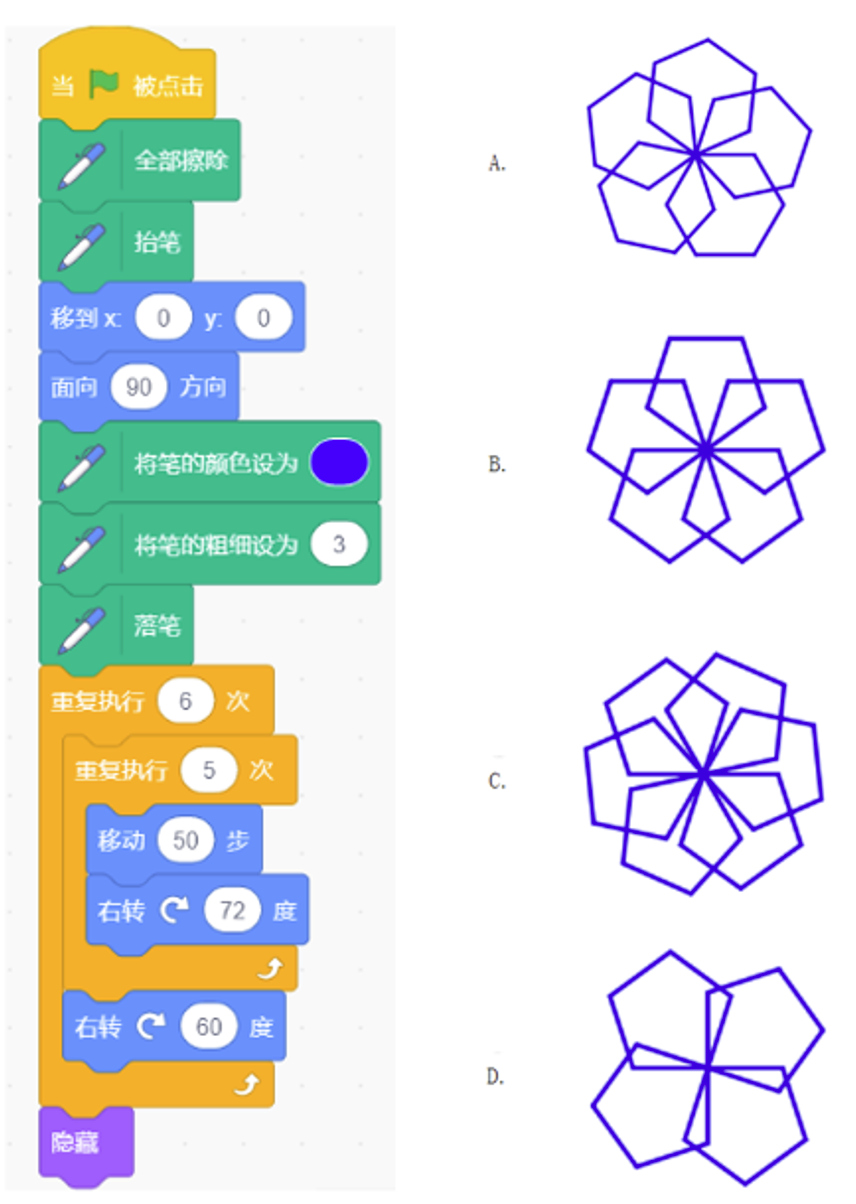 当 被点击
全部擦除
抬笔
移到 x: 0 y: 0
面向 90 方向
将笔的颜色设为
将笔的粗细设为 3
落笔
重复执行 6 次
重复执行 5 次
移动 50 步
右转 72 度
右转 60 度
隐藏
A.
B.
C.
D.